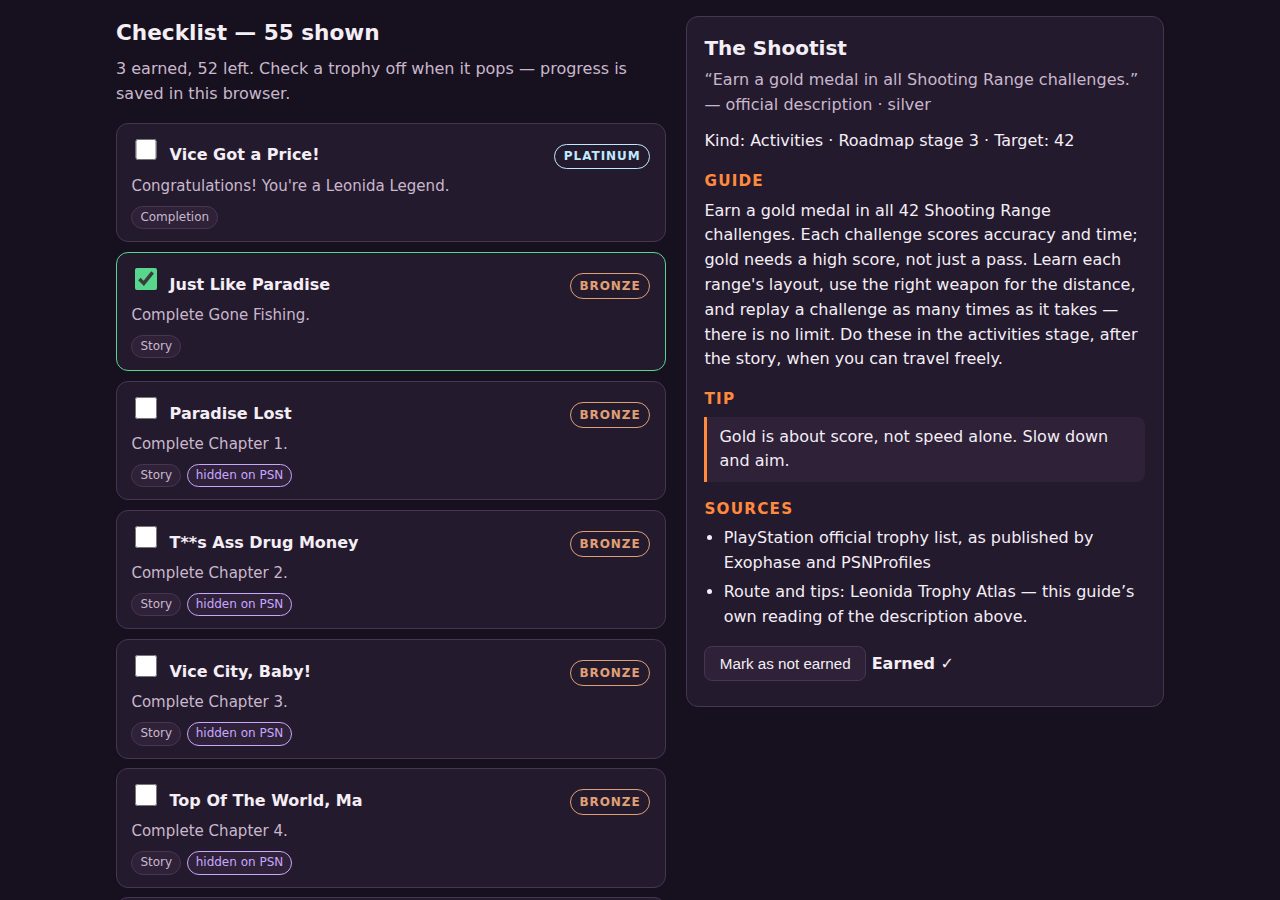 Checklist — 55 shown
3 earned, 52 left. Check a trophy off when it pops — progress is
saved in this browser.
Vice Got a Price!
PLATINUM
Congratulations! You're a Leonida Legend.
Completion
Just Like Paradise
BRONZE
Complete Gone Fishing.
Story
Paradise Lost
BRONZE
Complete Chapter 1.
Story
hidden on PSN
T**s Ass Drug Money
BRONZE
Complete Chapter 2.
Story
hidden on PSN
Vice City, Baby!
BRONZE
Complete Chapter 3.
Story
hidden on PSN
Top Of The World, Ma
BRONZE
Complete Chapter 4.
Story
hidden on PSN
The Shootist
“Earn a gold medal in all Shooting Range challenges.”
— official description · silver
Kind: Activities · Roadmap stage 3 · Target: 42
GUIDE
Earn a gold medal in all 42 Shooting Range
challenges. Each challenge scores accuracy and time;
gold needs a high score, not just a pass. Learn each
range's layout, use the right weapon for the distance,
and replay a challenge as many times as it takes —
there is no limit. Do these in the activities stage, after
the story, when you can travel freely.
TIP
Gold is about score, not speed alone. Slow down
and aim.
SOURCES
• PlayStation official trophy list, as published by
Exophase and PSNProfiles
• Route and tips: Leonida Trophy Atlas — this guide’s
own reading of the description above.
Mark as not earned
Earned ✓